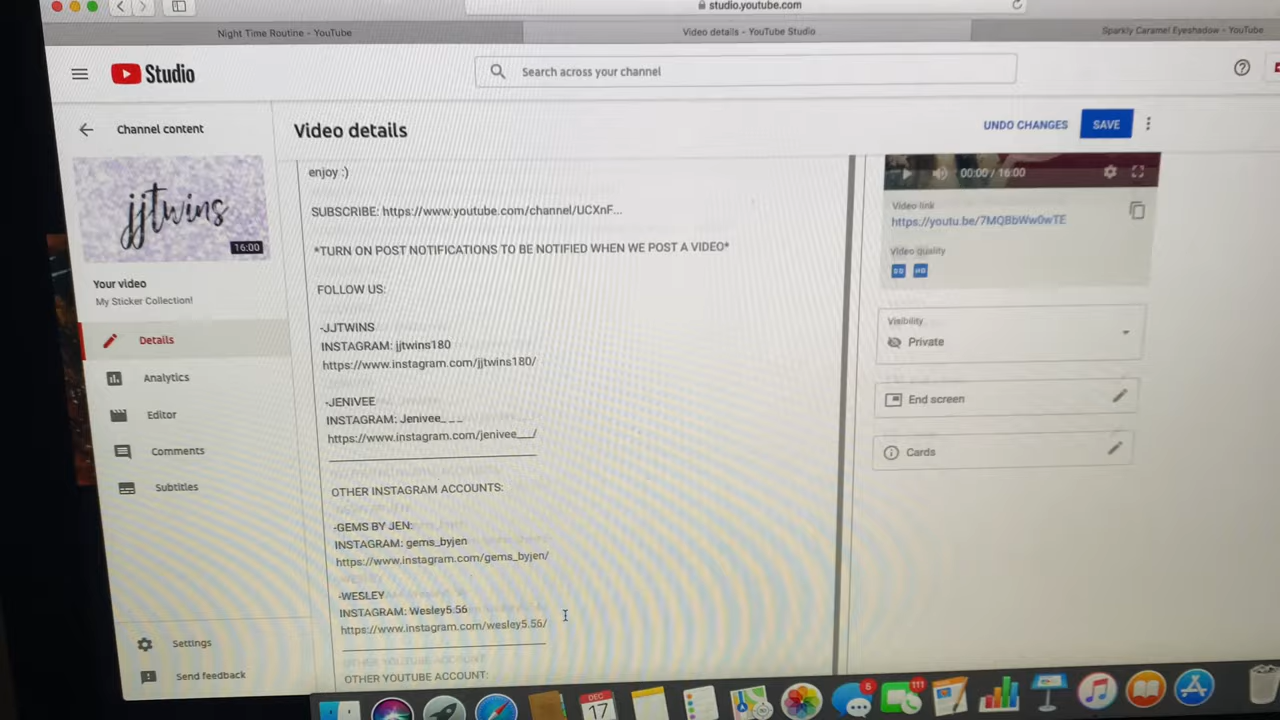 studio.youtube.com
Night Time Routine - YouTube
Video details - YouTube Studio
Sparkly Caramel Eyeshadow - YouTube
Studio
Search across your channel
Channel content
Video details
UNDO CHANGES
SAVE
jjtwins
16:00
Your video
My Sticker Collection!
Details
Analytics
Editor
Comments
Subtitles
Settings
Send feedback
enjoy :)
SUBSCRIBE: https://www.youtube.com/channel/UCXnF...
*TURN ON POST NOTIFICATIONS TO BE NOTIFIED WHEN WE POST A VIDEO*
FOLLOW US:
-JJTWINS
INSTAGRAM: jjtwins180
https://www.instagram.com/jjtwins180/
-JENIVEE
INSTAGRAM: Jenivee_ _ _
https://www.instagram.com/jenivee___/
OTHER INSTAGRAM ACCOUNTS:
-GEMS BY JEN:
INSTAGRAM: gems_byjen
https://www.instagram.com/gems_byjen/
-WESLEY
INSTAGRAM: Wesley5.56
https://www.instagram.com/wesley5.56/
OTHER YOUTUBE ACCOUNT:
00:00 / 16:00
Video link
https://youtu.be/7MQBbWw0wTE
Video quality
SD HD
Visibility
Private
End screen
Cards
DEC
17
5
111